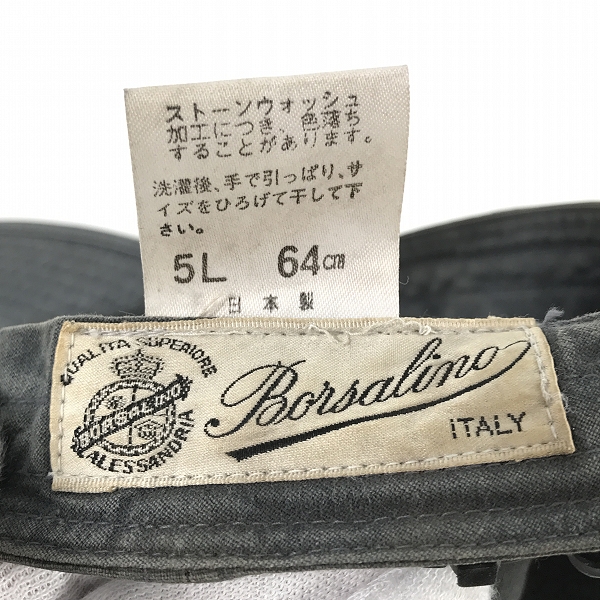 ストーンウォッシュ
加工につき、色落ち
することがあります。
洗濯後、手で引っぱり、サ
イズをひろげて干して下
さい。
5L 64cm
日本製
QUALITA SUPERIORE
BORSALINO
ALESSANDRIA
Borsalino
ITALY